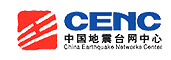 CENC
中国地震台网中心
China Earthquake Networks Center